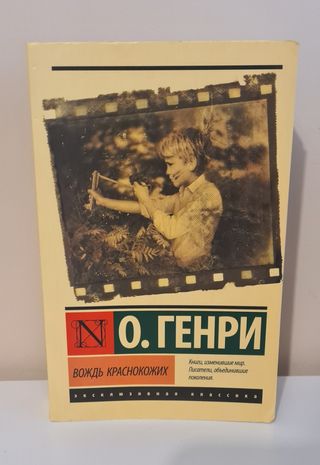 N
О. ГЕНРИ
ВОЖДЬ КРАСНОКОЖИХ
Книги, изменившие мир.
Писатели, объединившие
поколения.
ЭКСКЛЮЗИВНАЯ КЛАССИКА